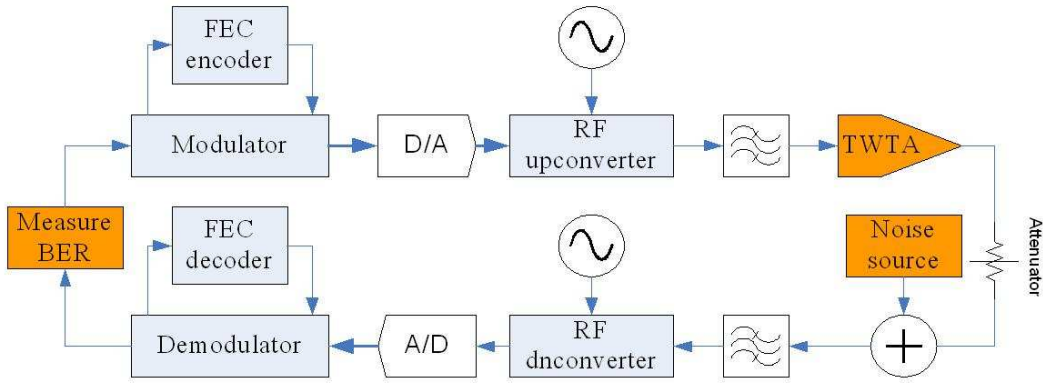 FEC
encoder
Modulator
D/A
RF
upconverter
TWTA
Measure
BER
FEC
decoder
Noise
source
Attenuator
Demodulator
A/D
RF
dnconverter